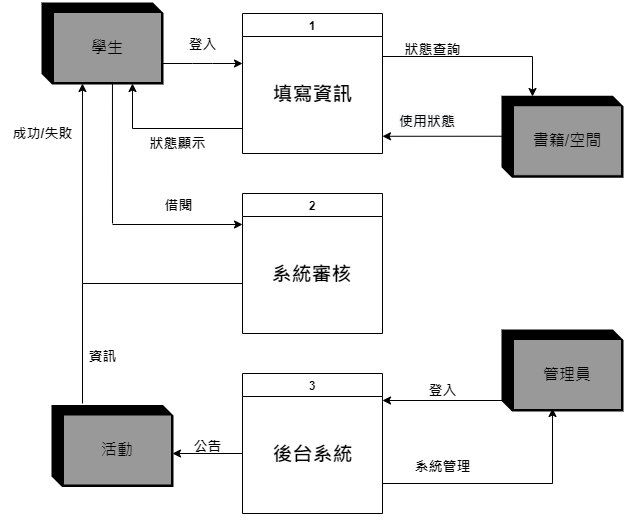 學生
登入
1
填寫資訊
狀態查詢
使用狀態
書籍/空間
成功/失敗
狀態顯示
借閱
2
系統審核
資訊
3
後台系統
登入
管理員
系統管理
公告
活動